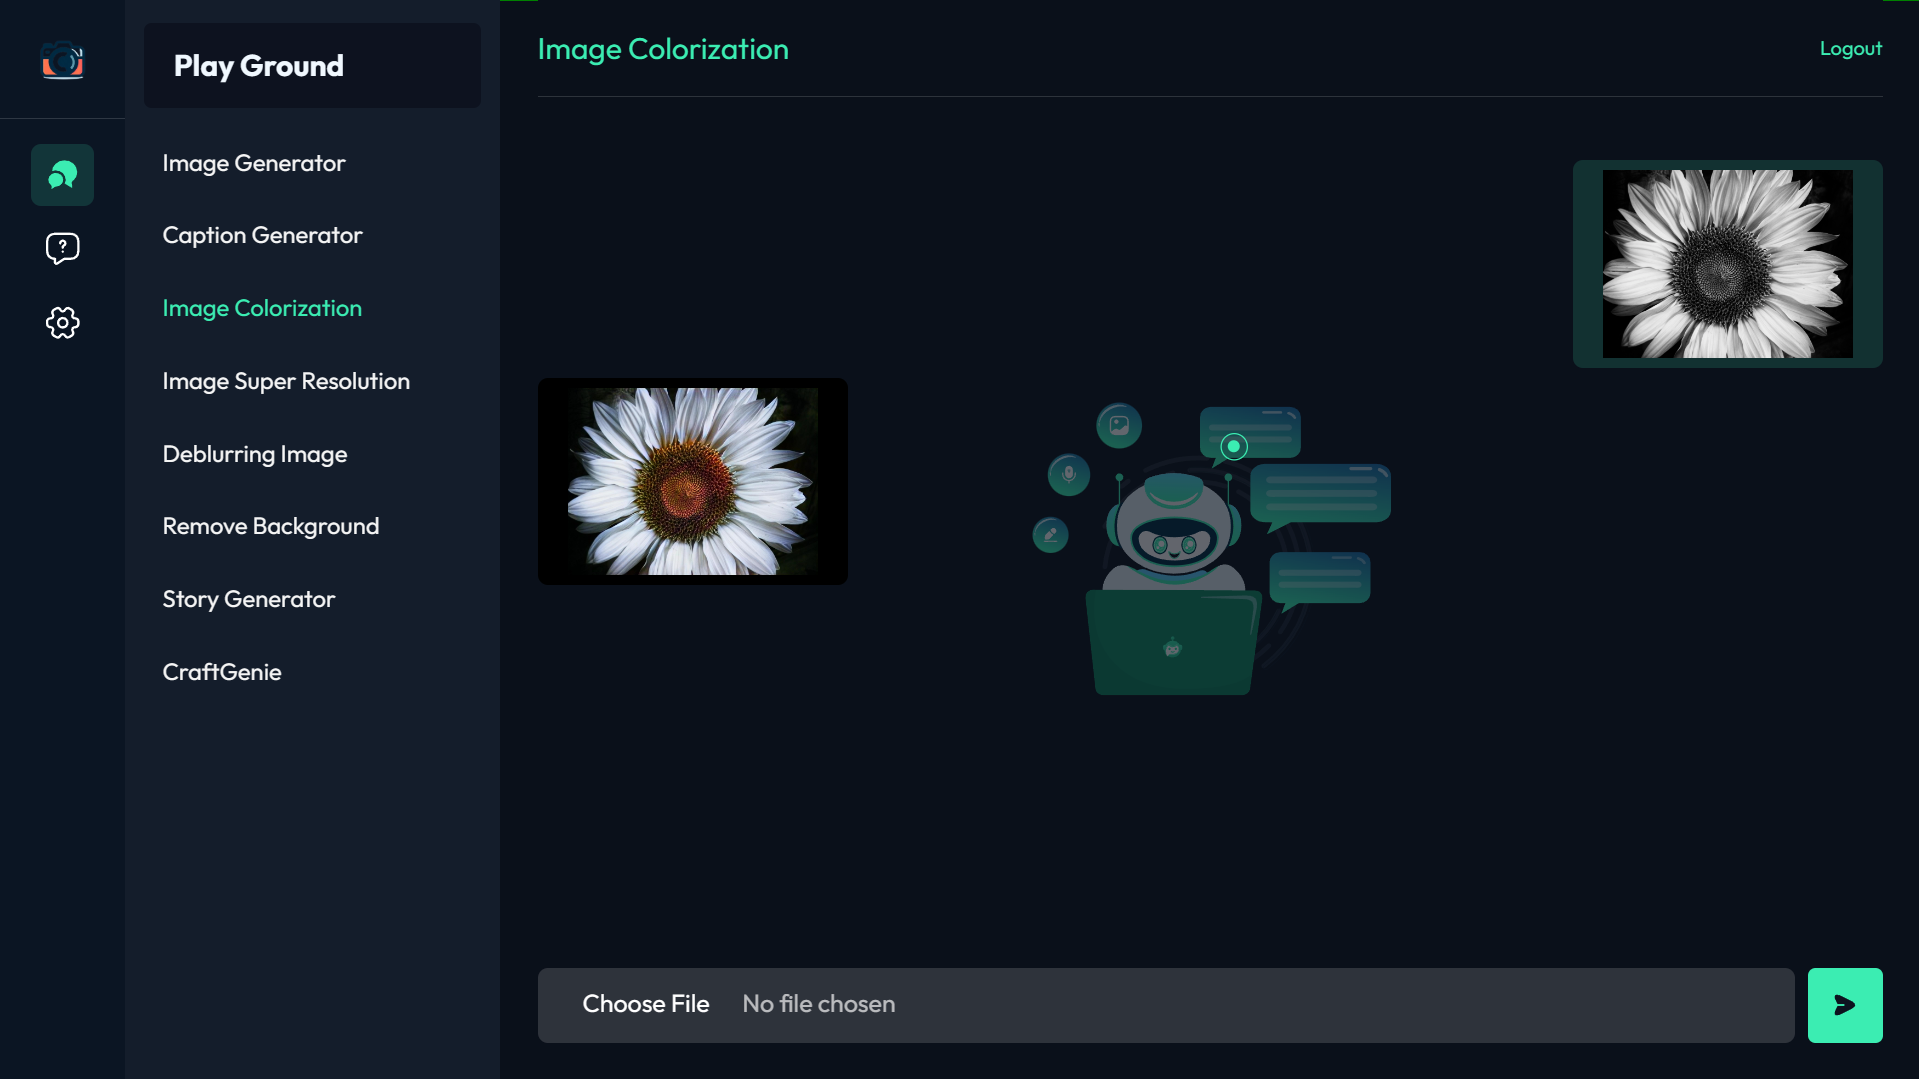 Play Ground
Image Generator
Caption Generator
Image Colorization
Image Super Resolution
Deblurring Image
Remove Background
Story Generator
CraftGenie
Image Colorization
Logout
Choose File No file chosen